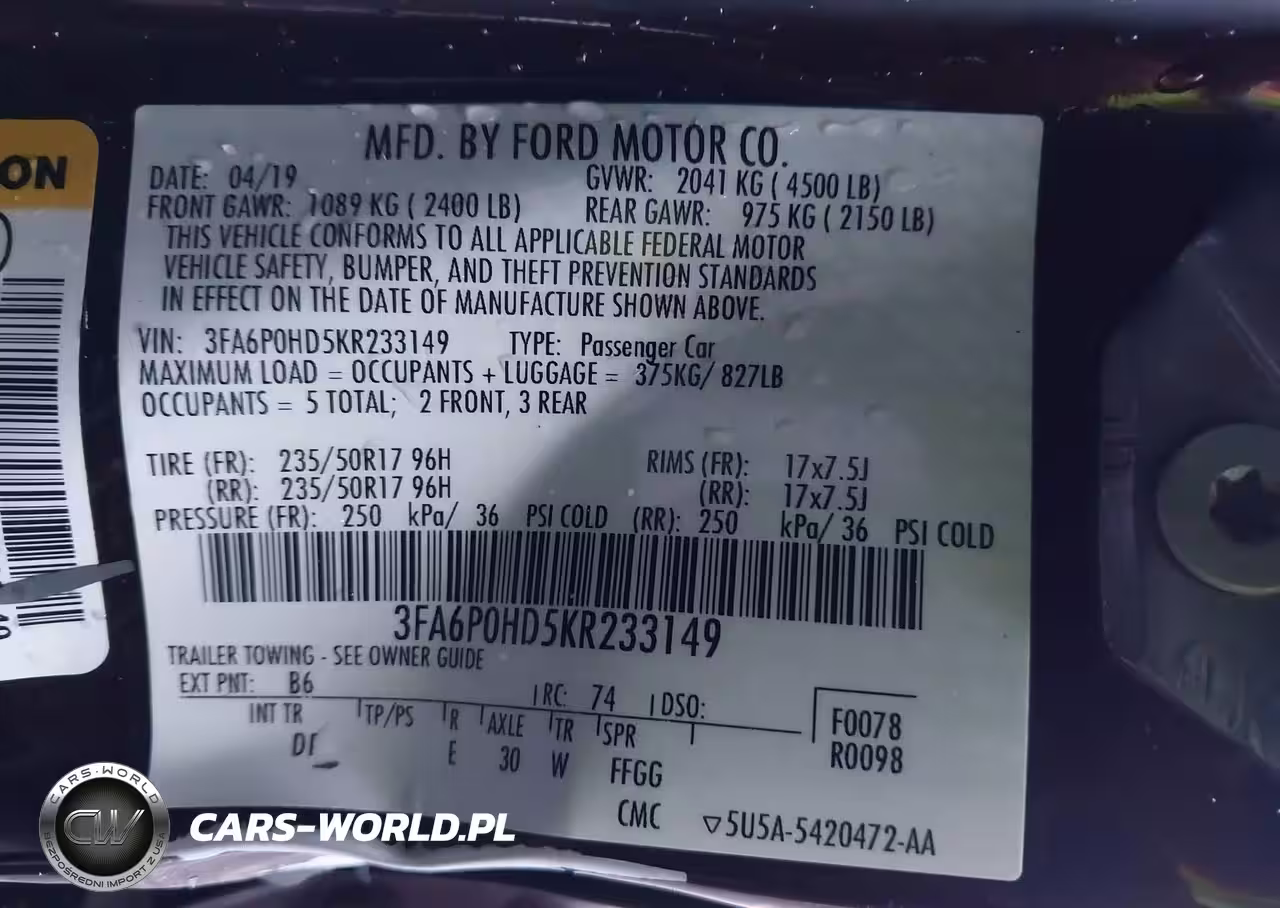 ON
MFD. BY FORD MOTOR CO.
DATE: 04/19 GVWR: 2041 KG ( 4500 LB)
FRONT GAWR: 1089 KG ( 2400 LB) REAR GAWR: 975 KG ( 2150 LB)
THIS VEHICLE CONFORMS TO ALL APPLICABLE FEDERAL MOTOR
VEHICLE SAFETY, BUMPER, AND THEFT PREVENTION STANDARDS
IN EFFECT ON THE DATE OF MANUFACTURE SHOWN ABOVE.
VIN: 3FA6P0HD5KR233149 TYPE: Passenger Car
MAXIMUM LOAD = OCCUPANTS + LUGGAGE = 375KG/ 827LB
OCCUPANTS = 5 TOTAL; 2 FRONT, 3 REAR
TIRE (FR): 235/50R17 96H RIMS (FR): 17x7.5J
(RR): 235/50R17 96H (RR): 17x7.5J
PRESSURE (FR): 250 kPa/ 36 PSI COLD (RR): 250 kPa/ 36 PSI COLD
3FA6P0HD5KR233149
TRAILER TOWING - SEE OWNER GUIDE
EXT PNT: B6 RC: 74 DSO:
INT TR TP/PS R AXLE TR SPR F0078
E 30 W FFGG R0098
CMC ▽5U5A-5420472-AA
CARS-WORLD
CW
BEZPOŚREDNI IMPORT Z USA
CARS-WORLD.PL